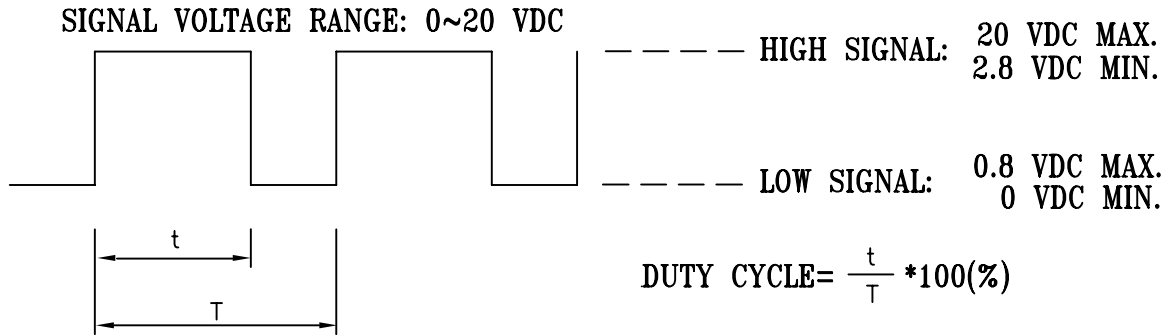 SIGNAL VOLTAGE RANGE: 0~20 VDC
HIGH SIGNAL: 20 VDC MAX.
2.8 VDC MIN.
LOW SIGNAL: 0.8 VDC MAX.
0 VDC MIN.
t
T
DUTY CYCLE= t/T *100(%)